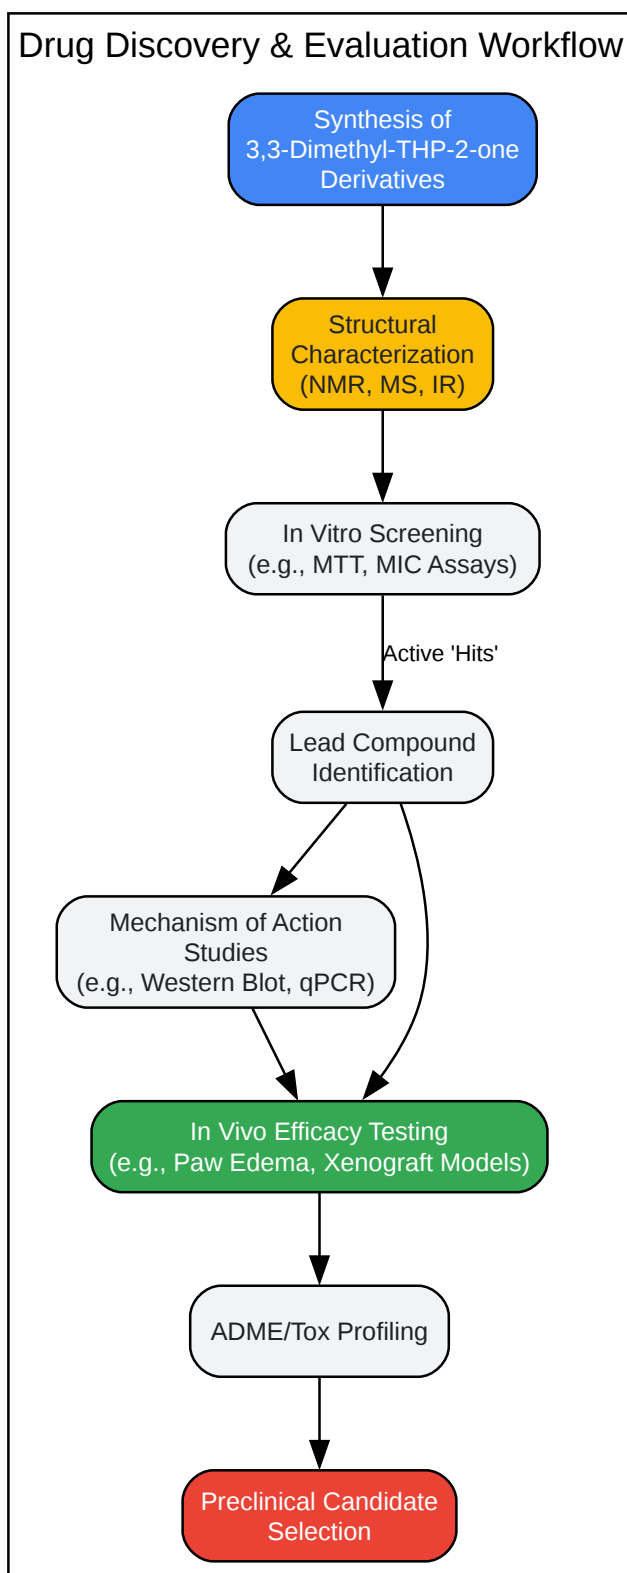 Drug Discovery & Evaluation Workflow
Synthesis of
3,3-Dimethyl-THP-2-one
Derivatives
Structural
Characterization
(NMR, MS, IR)
In Vitro Screening
(e.g., MTT, MIC Assays)
Active 'Hits'
Lead Compound
Identification
Mechanism of Action
Studies
(e.g., Western Blot, qPCR)
In Vivo Efficacy Testing
(e.g., Paw Edema, Xenograft Models)
ADME/Tox Profiling
Preclinical Candidate
Selection